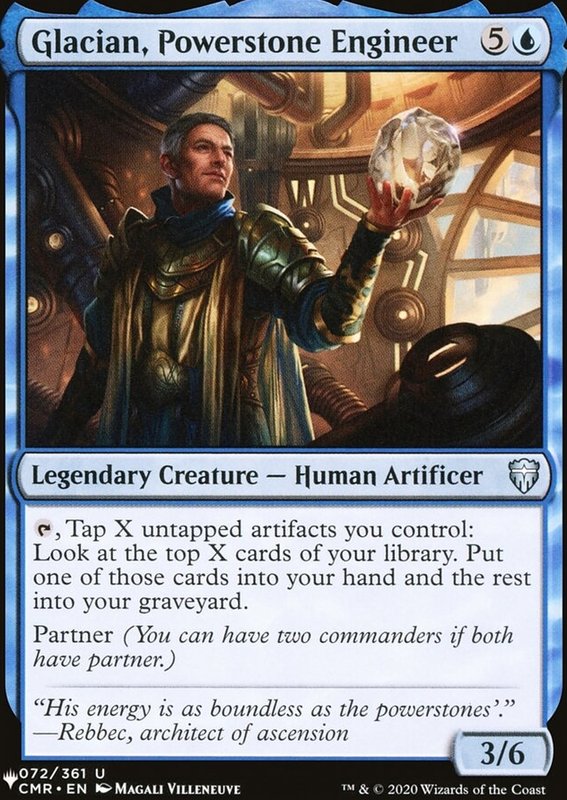 Glacian, Powerstone Engineer 5
Legendary Creature — Human Artificer
, Tap X untapped artifacts you control:
Look at the top X cards of your library. Put
one of those cards into your hand and the rest
into your graveyard.
Partner (You can have two commanders if both
have partner.)
“His energy is as boundless as the powerstones’.”
—Rebbec, architect of ascension
3/6
072/361 U
CMR • EN Magali Villeneuve
™ & © 2020 Wizards of the Coast